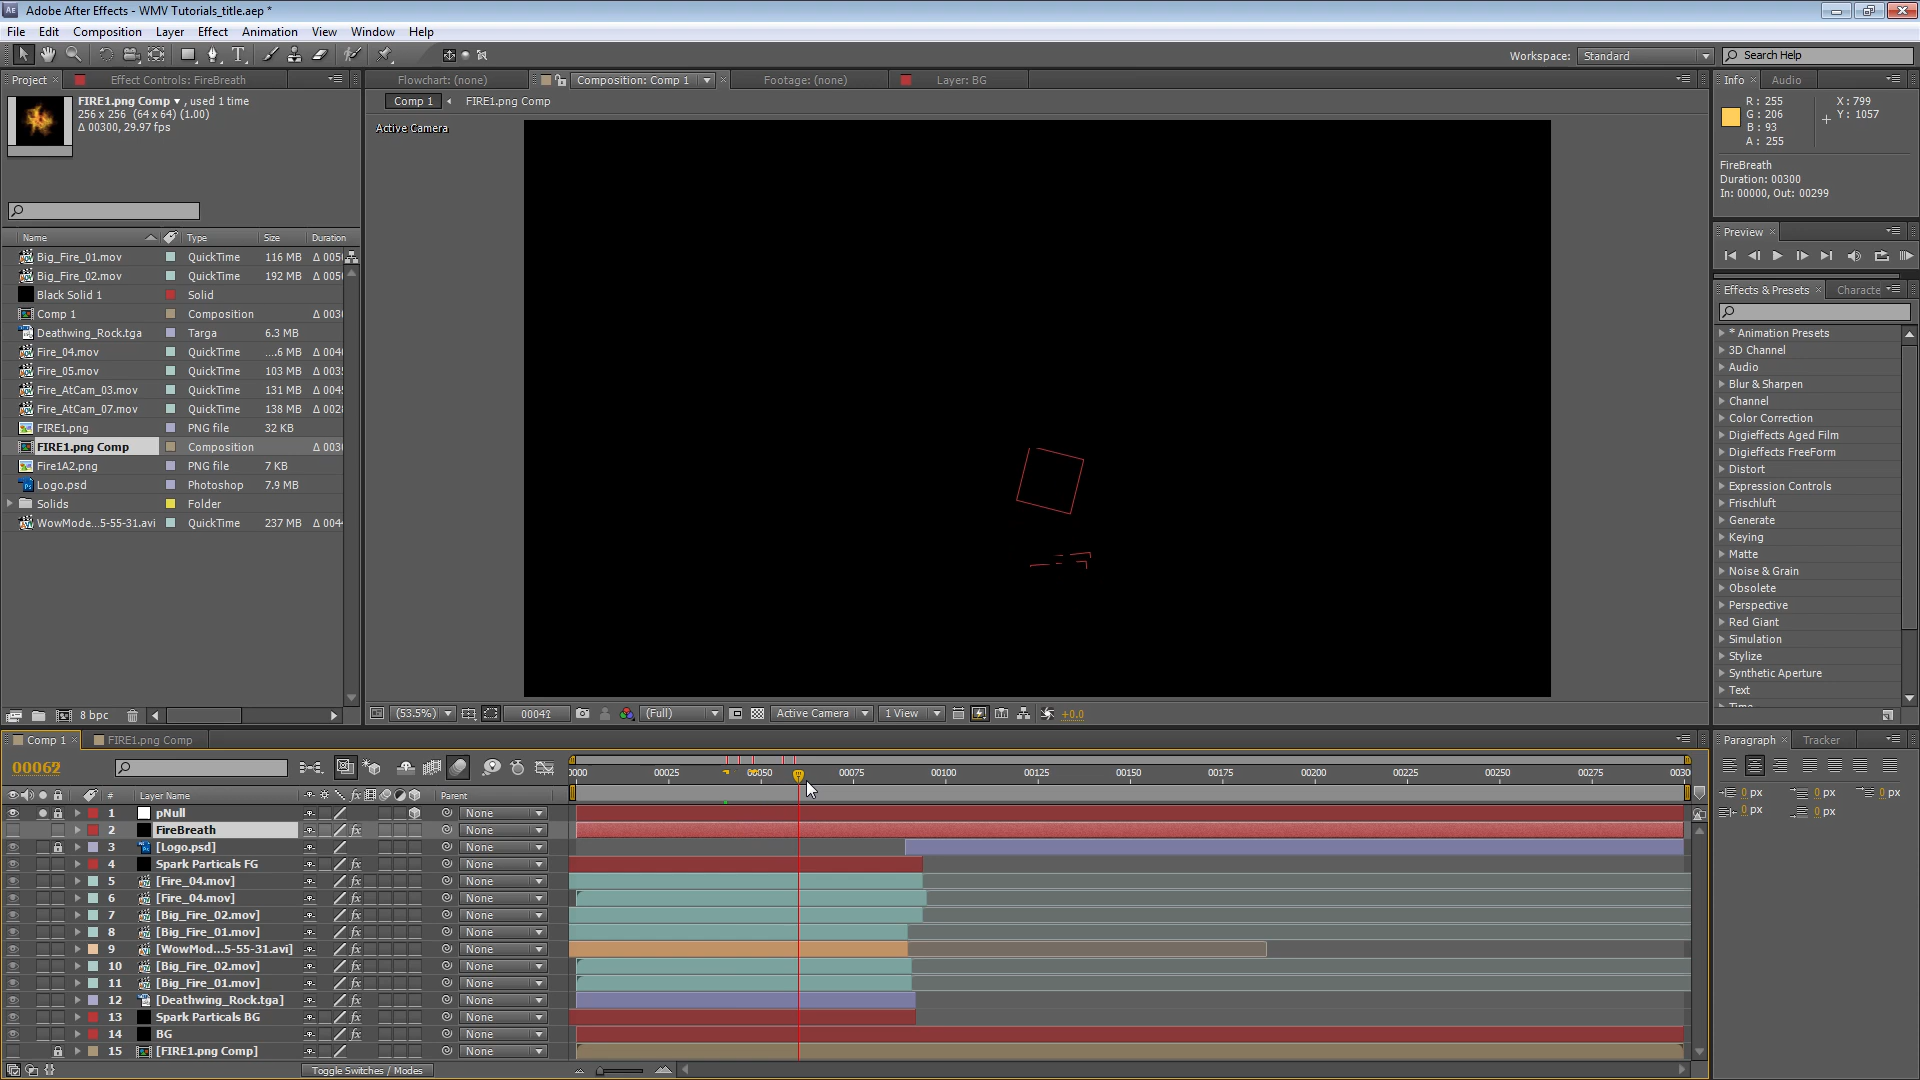 Adobe After Effects - WMV Tutorials_title.aep *
File Edit Composition Layer Effect Animation View Window Help
Workspace: Standard Search Help
Project Effect Controls: FireBreath
Flowchart: (none) Composition: Comp 1 Footage: (none) Layer: BG
Info Audio
FIRE1.png Comp , used 1 time
256 x 256 (64 x 64) (1.00)
Δ 00300, 29.97 fps
Comp 1 FIRE1.png Comp
Active Camera
R: 255
G: 206
B: 93
A: 255
X: 799
Y: 1057
FireBreath
Duration: 00300
In: 00000, Out: 00299
Preview
Effects & Presets Characte
Name Type Size Duration
Big_Fire_01.mov QuickTime 116 MB Δ 005
Big_Fire_02.mov QuickTime 192 MB Δ 005
Black Solid 1 Solid
Comp 1 Composition Δ 003
Deathwing_Rock.tga Targa 6.3 MB
Fire_04.mov QuickTime ....6 MB Δ 004
Fire_05.mov QuickTime 103 MB Δ 003
Fire_AtCam_03.mov QuickTime 131 MB Δ 004
Fire_AtCam_07.mov QuickTime 138 MB Δ 002
FIRE1.png PNG file 32 KB
FIRE1.png Comp Composition Δ 003
Fire1A2.png PNG file 7 KB
Logo.psd Photoshop 7.9 MB
Solids Folder
WowMode...5-55-31.avi QuickTime 237 MB Δ 004
8 bpc
* Animation Presets
3D Channel
Audio
Blur & Sharpen
Channel
Color Correction
Digieffects Aged Film
Digieffects FreeForm
Distort
Expression Controls
Frischluft
Generate
Keying
Matte
Noise & Grain
Obsolete
Perspective
Red Giant
Simulation
Stylize
Synthetic Aperture
Text
Time
(53.5%) (Full) Active Camera 1 View +0.0
Comp 1 FIRE1.png Comp
Paragraph Tracker
0000 00025 00050 00075 00100 00125 00150 00175 00200 00225 00250 00275 0030
# Layer Name Parent
1 pNull None
2 FireBreath None
3 [Logo.psd] None
4 Spark Particals FG None
5 [Fire_04.mov] None
6 [Fire_04.mov] None
7 [Big_Fire_02.mov] None
8 [Big_Fire_01.mov] None
9 [WowMod...5-55-31.avi] None
10 [Big_Fire_02.mov] None
11 [Big_Fire_01.mov] None
12 [Deathwing_Rock.tga] None
13 Spark Particals BG None
14 BG None
15 [FIRE1.png Comp] None
Toggle Switches / Modes
0 px 0 px 0 px
0 px 0 px